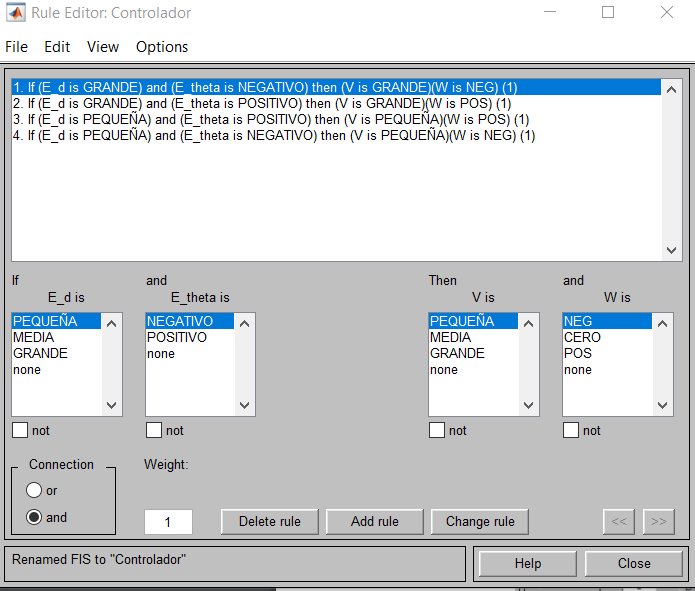 Rule Editor: Controlador
File Edit View Options
1. If (E_d is GRANDE) and (E_theta is NEGATIVO) then (V is GRANDE)(W is NEG) (1)
2. If (E_d is GRANDE) and (E_theta is POSITIVO) then (V is GRANDE)(W is POS) (1)
3. If (E_d is PEQUEÑA) and (E_theta is POSITIVO) then (V is PEQUEÑA)(W is POS) (1)
4. If (E_d is PEQUEÑA) and (E_theta is NEGATIVO) then (V is PEQUEÑA)(W is NEG) (1)
If and Then and
E_d is E_theta is V is W is
PEQUEÑA NEGATIVO PEQUEÑA NEG
MEDIA POSITIVO MEDIA CERO
GRANDE none GRANDE POS
none none none
not not not not
Connection Weight:
or
and 1 Delete rule Add rule Change rule << >>
Renamed FIS to "Controlador" Help Close